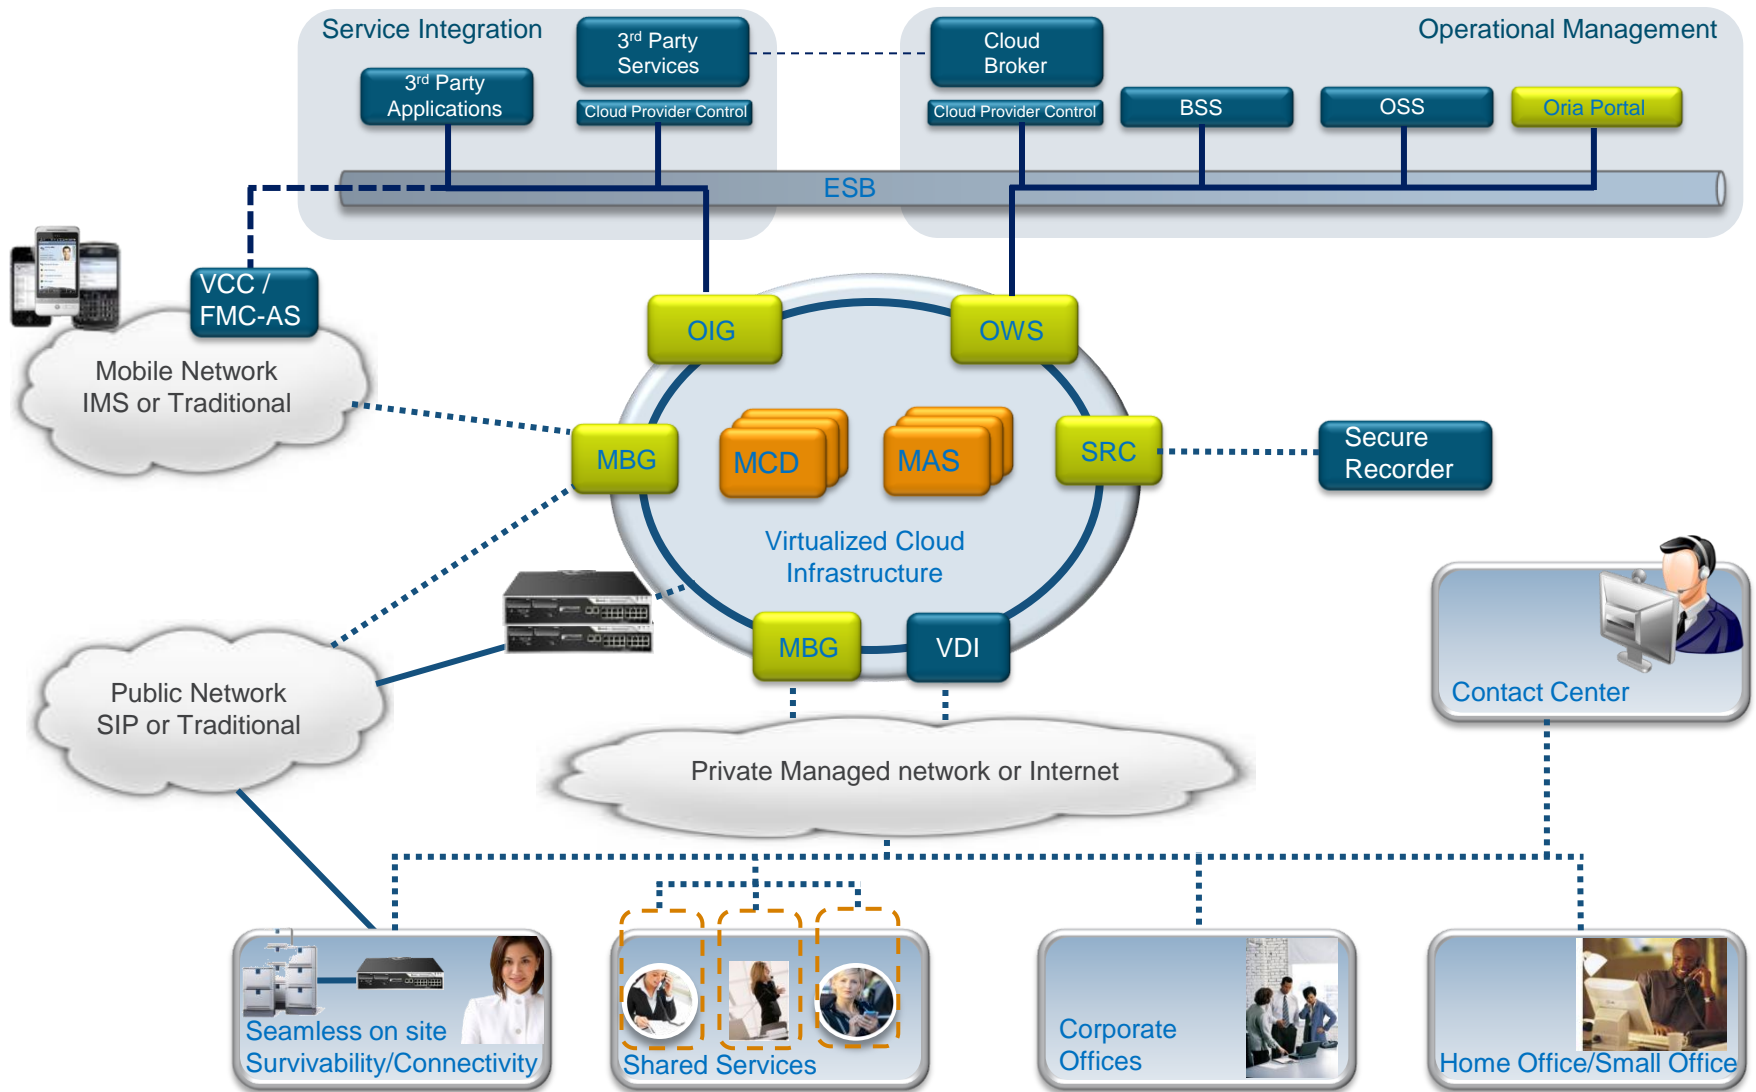 Service Integration
Operational Management
3rd Party
Services
Cloud
Broker
3rd Party
Applications
Cloud Provider Control
Cloud Provider Control
BSS
OSS
Oria Portal
ESB
VCC /
FMC-AS
OIG
OWS
Mobile Network
IMS or Traditional
MBG
MCD
MAS
SRC
Secure
Recorder
Virtualized Cloud
Infrastructure
MBG
VDI
Public Network
SIP or Traditional
Contact Center
Private Managed network or Internet
Seamless on site
Survivability/Connectivity
Shared Services
Corporate
Offices
Home Office/Small Office